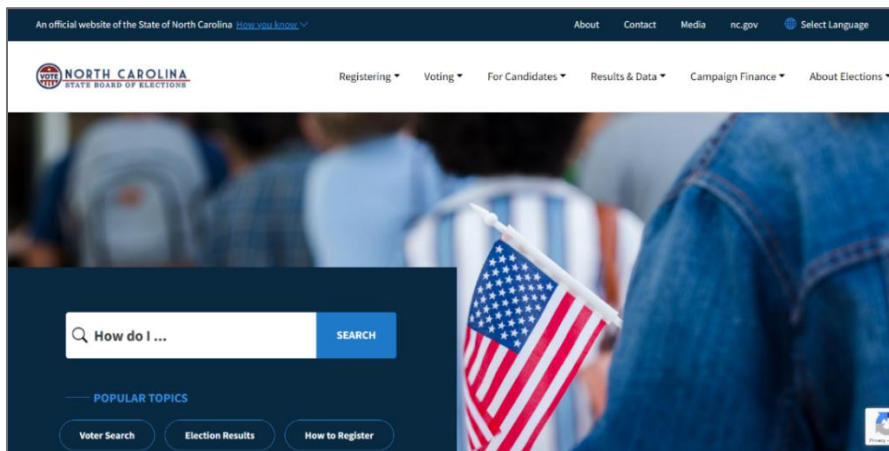 An official website of the State of North Carolina How you know
About Contact Media nc.gov Select Language
VOTE
NORTH CAROLINA
STATE BOARD OF ELECTIONS
Registering Voting For Candidates Results & Data Campaign Finance About Elections
How do I ... SEARCH
POPULAR TOPICS
Voter Search Election Results How to Register